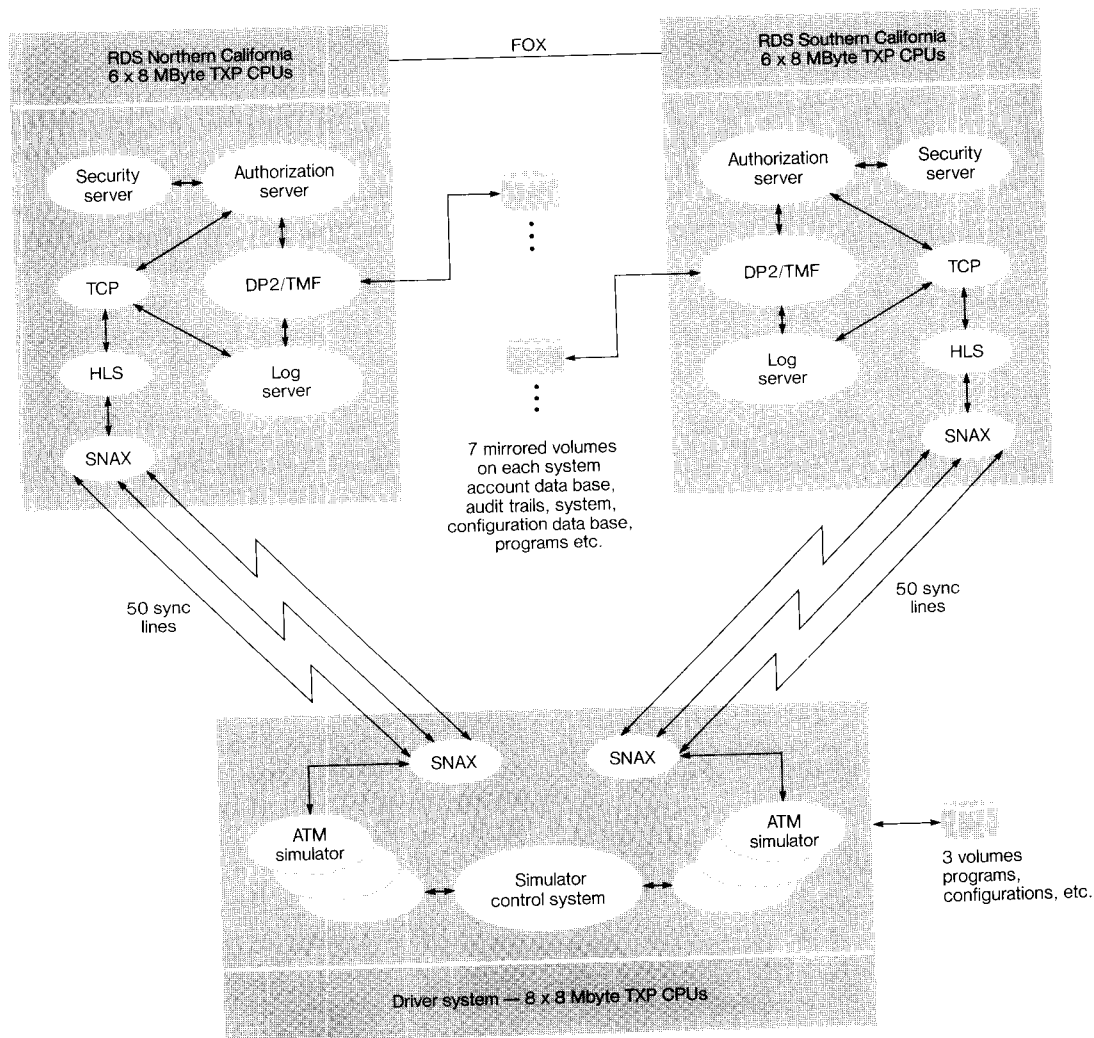 RDS Northern California
6 x 8 MByte TXP CPUs
FOX
RDS Southern California
6 x 8 MByte TXP CPUs
Security
server
Authorization
server
TCP
DP2/TMF
HLS
Log
server
SNAX
Authorization
server
Security
server
DP2/TMF
TCP
Log
server
HLS
SNAX
7 mirrored volumes
on each system
account data base,
audit trails, system,
configuration data base,
programs etc.
50 sync
lines
50 sync
lines
SNAX
SNAX
ATM
simulator
Simulator
control system
ATM
simulator
3 volumes
programs,
configurations, etc.
Driver system — 8 x 8 Mbyte TXP CPUs